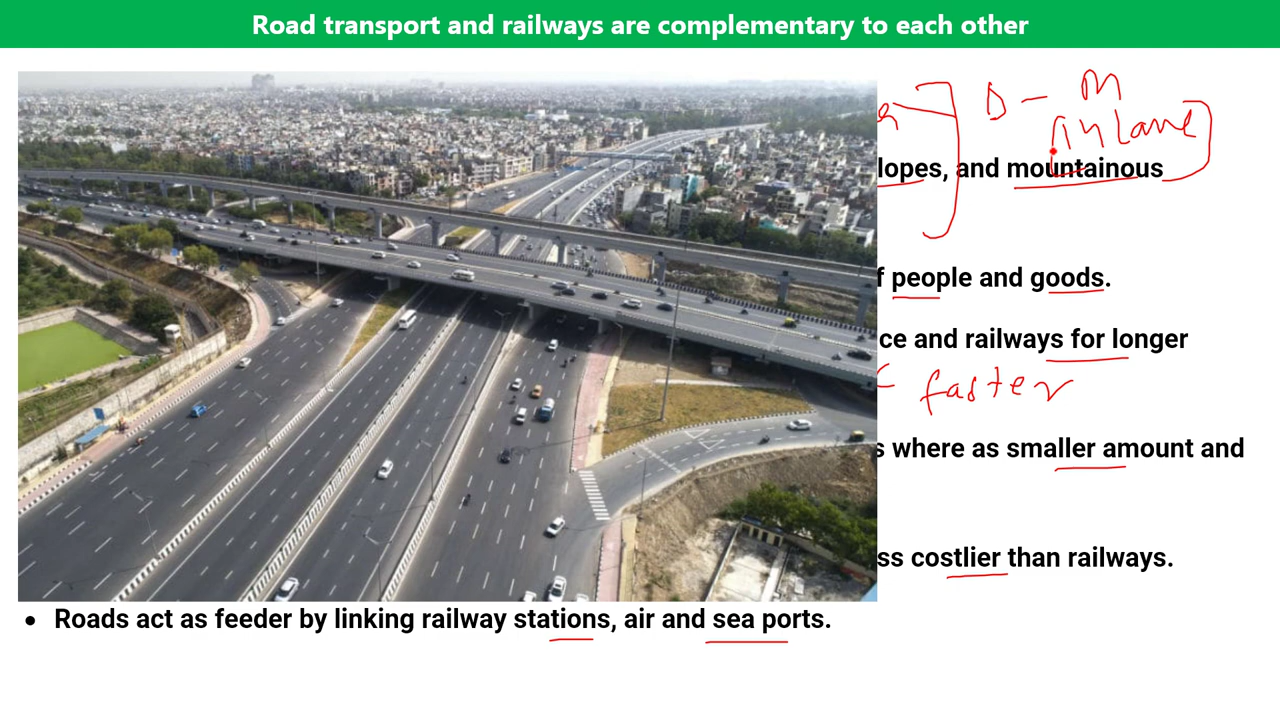 Road transport and railways are complementary to each other
D - M
lopes, and mountainous
f people and goods.
ce and railways for longer
faster
s where as smaller amount and
ss costlier than railways.
• Roads act as feeder by linking railway stations, air and sea ports.